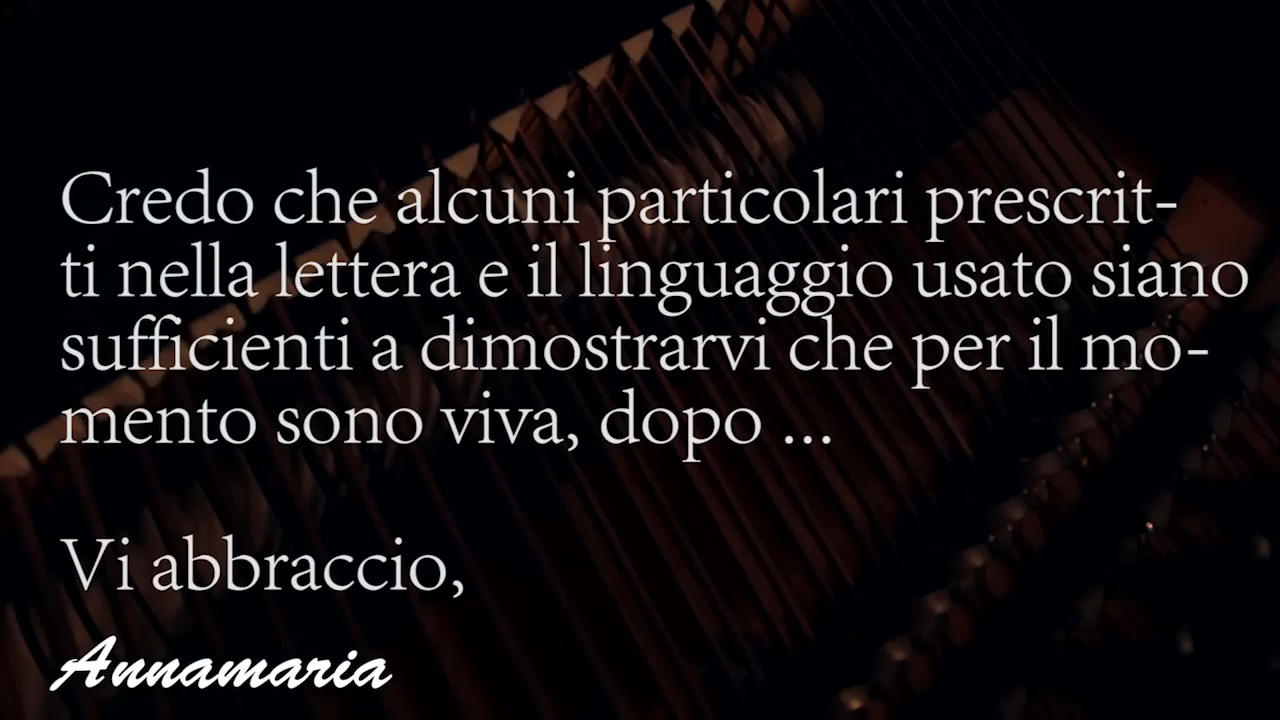 Credo che alcuni particolari prescrit-
ti nella lettera e il linguaggio usato siano
sufficienti a dimostrarvi che per il mo-
mento sono viva, dopo ...
Vi abbraccio,
Annamaria